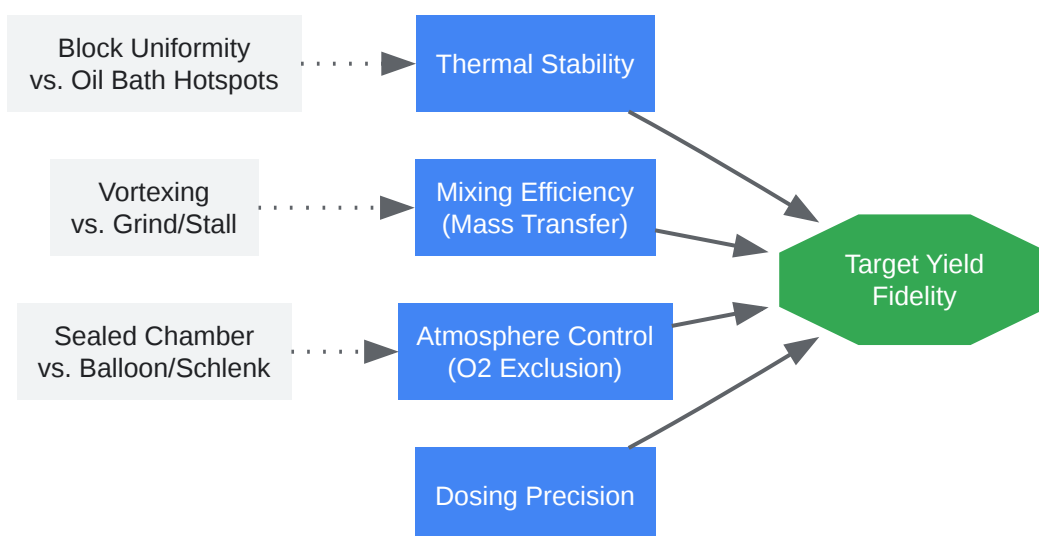 Block Uniformity
vs. Oil Bath Hotspots
Thermal Stability
Vortexing
vs. Grind/Stall
Mixing Efficiency
(Mass Transfer)
Target Yield
Fidelity
Sealed Chamber
vs. Balloon/Schlenk
Atmosphere Control
(O2 Exclusion)
Dosing Precision